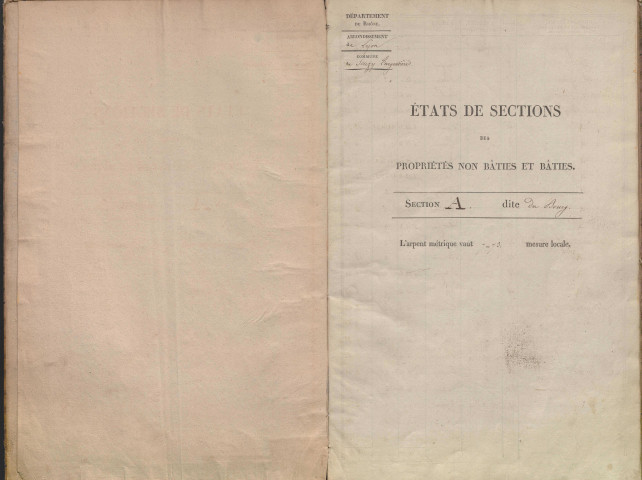 DÉPARTEMENT
DU RHÔNE.
ARRONDISSEMENT
de Lyon
COMMUNE
de
ÉTATS DE SECTIONS
DES
PROPRIÉTÉS NON BÂTIES ET BÂTIES.
SECTION A dite du Bourg
L'arpent métrique vaut mesure locale.